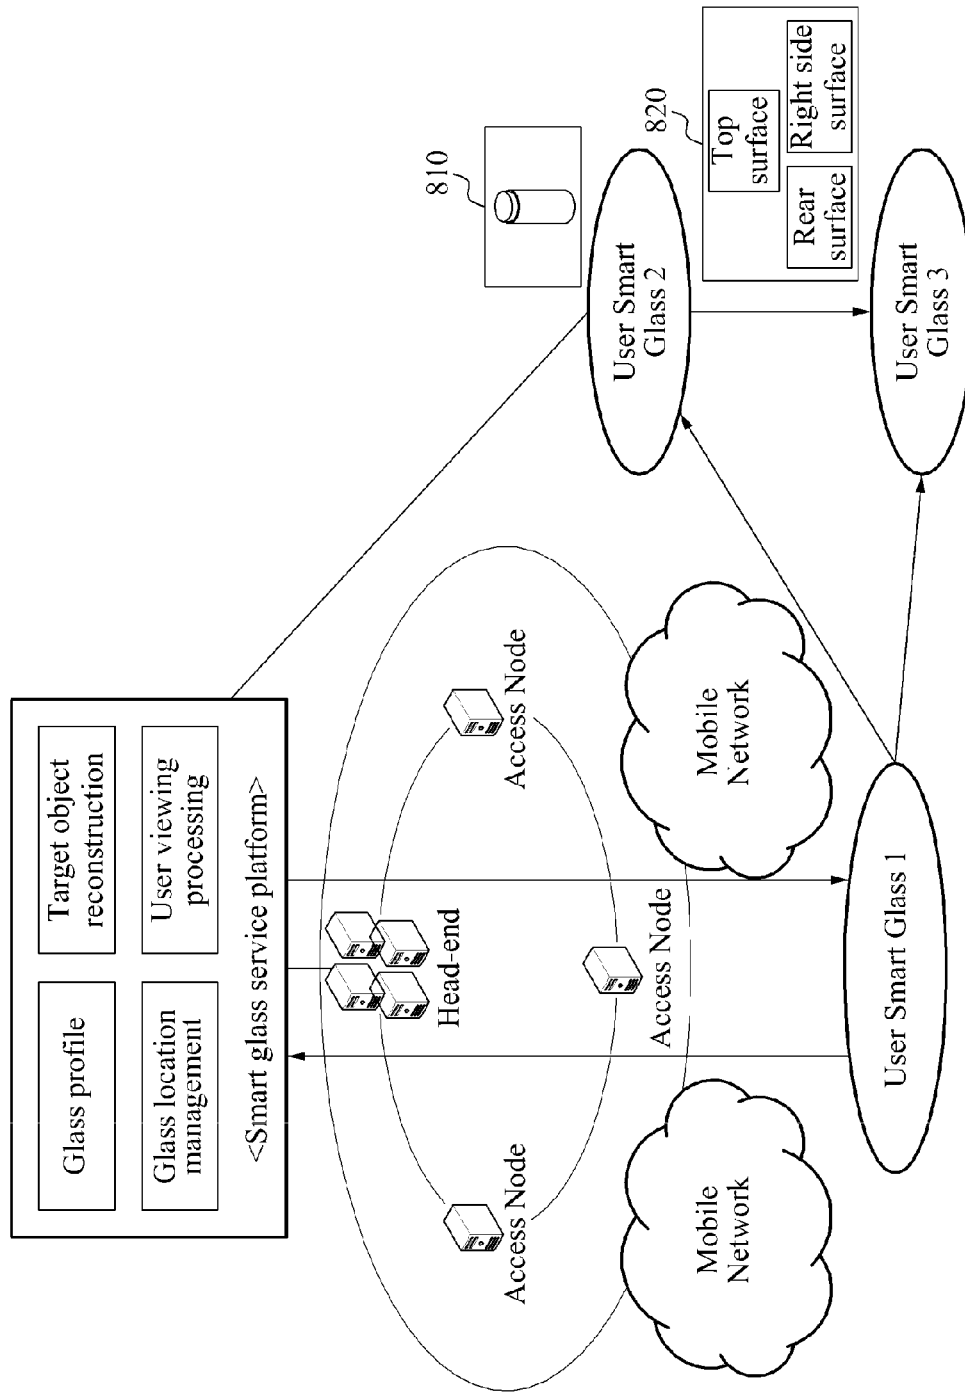 Glass profile
Target object
reconstruction
Glass location
management
User viewing
processing
<Smart glass service platform>
Head-end
Access Node
Access Node
Access Node
Mobile
Network
Mobile
Network
User Smart Glass 1
810
User Smart
Glass 2
820
Top
surface
Rear
surface
Right side
surface
User Smart
Glass 3